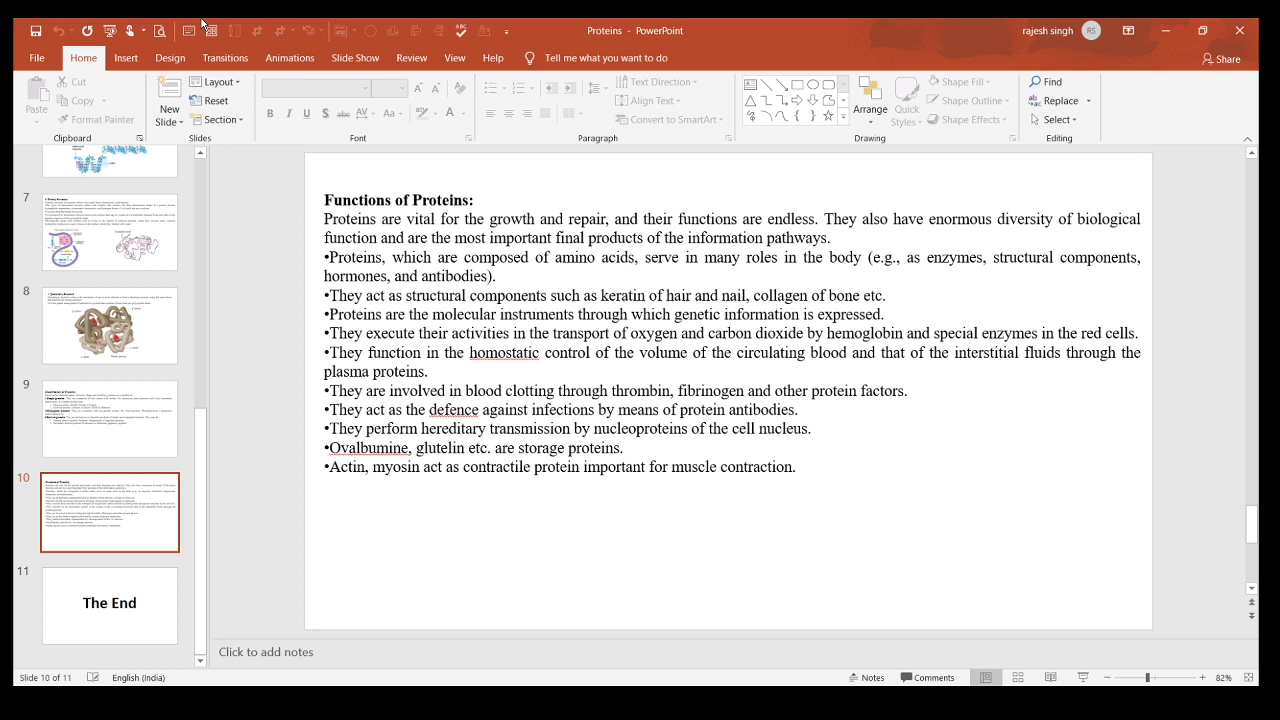 Proteins - PowerPoint
rajesh singh RS
File Home Insert Design Transitions Animations Slide Show Review View Help Tell me what you want to do
Share
Paste
Cut
Copy
Format Painter
Clipboard
New
Slide
Layout
Reset
Section
Slides
B I U S abc AV Aa A
Font
Text Direction
Align Text
Convert to SmartArt
Paragraph
Arrange
Quick
Styles
Shape Fill
Shape Outline
Shape Effects
Drawing
Find
Replace
Select
Editing
7
8
9
10
11
The End
Functions of Proteins:
Proteins are vital for the growth and repair, and their functions are endless. They also have enormous diversity of biological
function and are the most important final products of the information pathways.
•Proteins, which are composed of amino acids, serve in many roles in the body (e.g., as enzymes, structural components,
hormones, and antibodies).
•They act as structural components such as keratin of hair and nail, collagen of bone etc.
•Proteins are the molecular instruments through which genetic information is expressed.
•They execute their activities in the transport of oxygen and carbon dioxide by hemoglobin and special enzymes in the red cells.
•They function in the homostatic control of the volume of the circulating blood and that of the interstitial fluids through the
plasma proteins.
•They are involved in blood clotting through thrombin, fibrinogen and other protein factors.
•They act as the defence against infections by means of protein antibodies.
•They perform hereditary transmission by nucleoproteins of the cell nucleus.
•Ovalbumine, glutelin etc. are storage proteins.
•Actin, myosin act as contractile protein important for muscle contraction.
Click to add notes
Slide 10 of 11 English (India) Notes Comments 82%